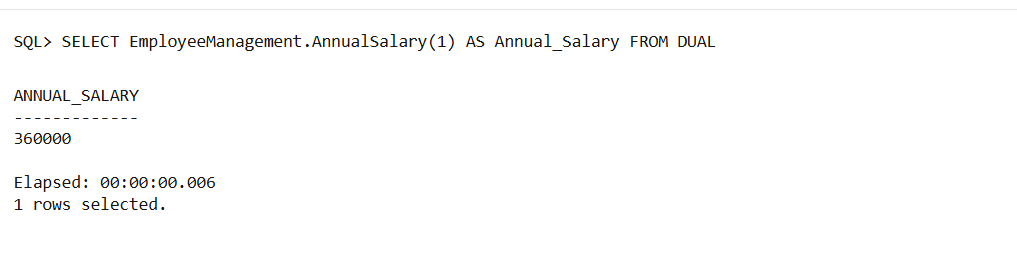 SQL> SELECT EmployeeManagement.AnnualSalary(1) AS Annual_Salary FROM DUAL
ANNUAL_SALARY
-------------
360000
Elapsed: 00:00:00.006
1 rows selected.